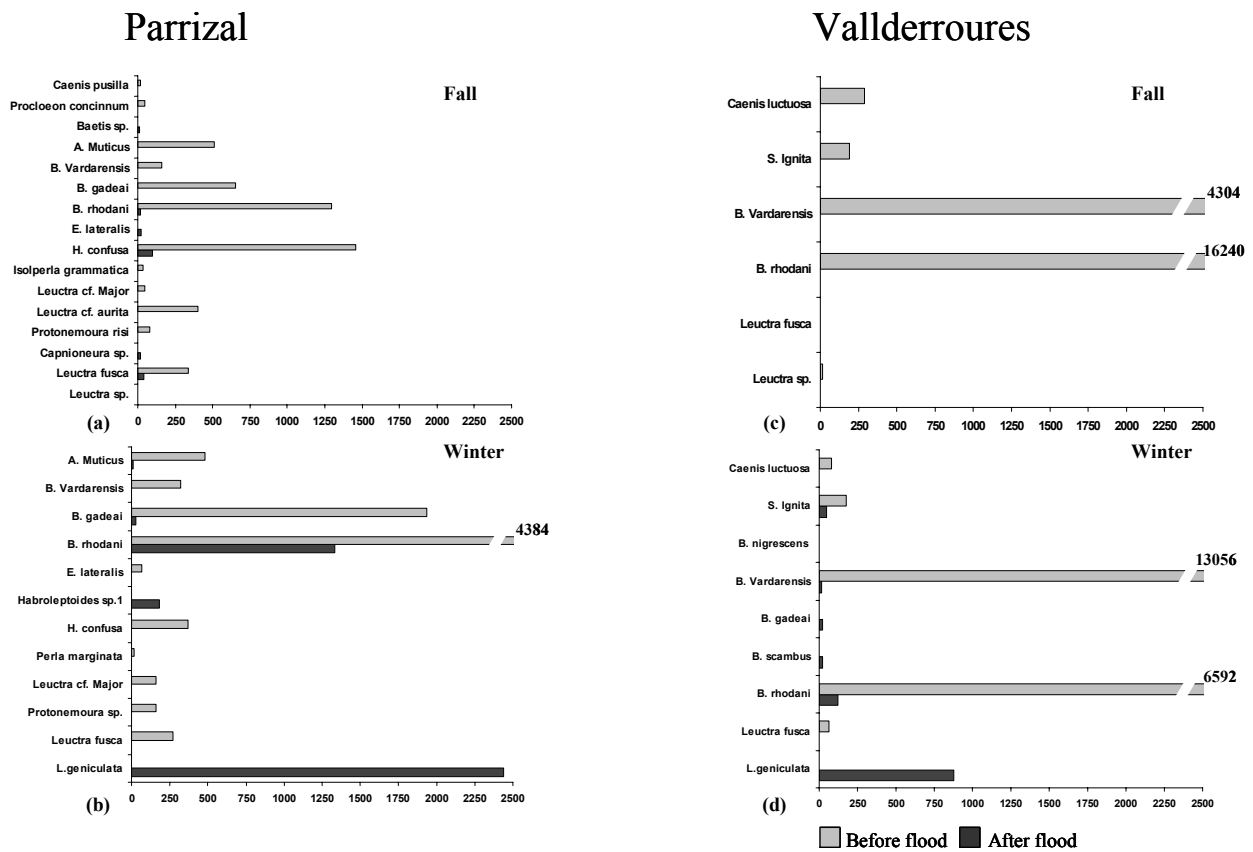 Parrizal
Vallderroures
Fall
Caenis pusilla
Procloeon concinnum
Baetis sp.
A. Muticus
B. Vardarensis
B. gadeai
B. rhodani
E. lateralis
H. confusa
Isolperla grammatica
Leuctra cf. Major
Leuctra cf. aurita
Protonemoura risi
Capnioneura sp.
Leuctra fusca
Leuctra sp.
0 250 500 750 1000 1250 1500 1750 2000 2250 2500
(a)
Winter
A. Muticus
B. Vardarensis
B. gadeai
B. rhodani
4384
E. lateralis
Habroleptoides sp.1
H. confusa
Perla marginata
Leuctra cf. Major
Protonemoura sp.
Leuctra fusca
L.geniculata
0 250 500 750 1000 1250 1500 1750 2000 2250 2500
(b)
Fall
Caenis luctuosa
S. Ignita
B. Vardarensis
4304
B. rhodani
16240
Leuctra fusca
Leuctra sp.
0 250 500 750 1000 1250 1500 1750 2000 2250 2500
(c)
Winter
Caenis luctuosa
S. Ignita
B. nigrescens
B. Vardarensis
13056
B. gadeai
B. scambus
B. rhodani
6592
Leuctra fusca
L.geniculata
0 250 500 750 1000 1250 1500 1750 2000 2250 2500
(d)
Before flood
After flood